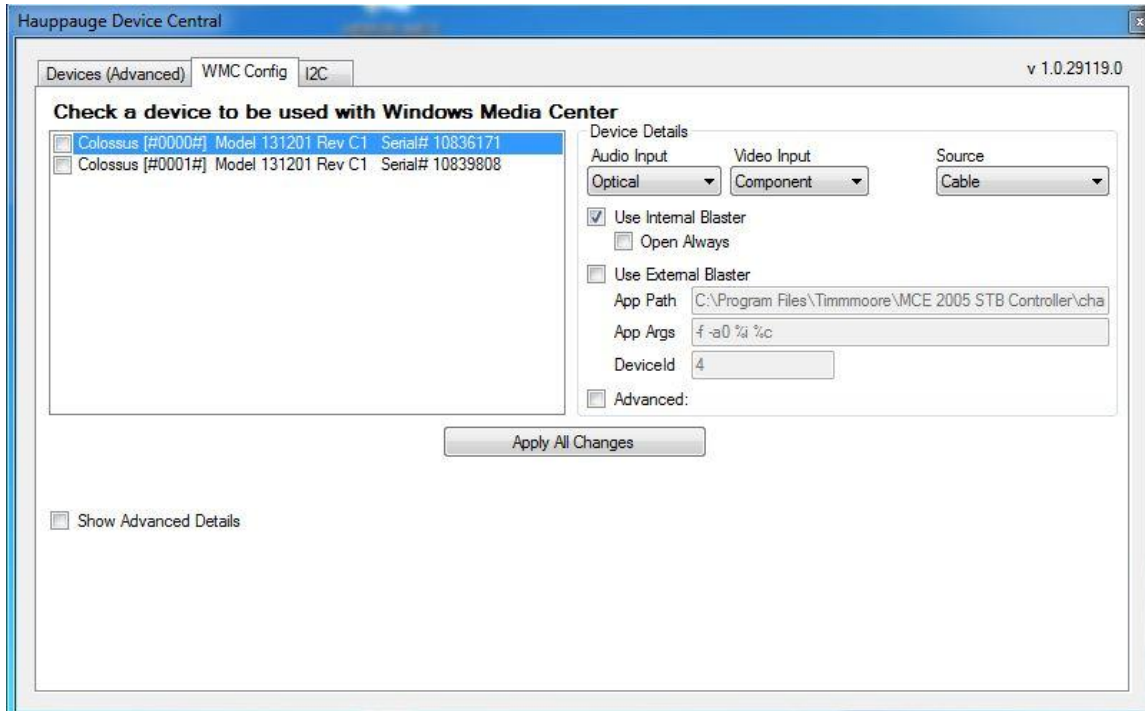 Hauppauge Device Central
Devices (Advanced) WMC Config I2C
v 1.0.29119.0
Check a device to be used with Windows Media Center
Colossus [#0000#] Model 131201 Rev C1 Serial# 10836171
Colossus [#0001#] Model 131201 Rev C1 Serial# 10839808
Device Details
Audio Input Video Input Source
Optical Component Cable
Use Internal Blaster
Open Always
Use External Blaster
App Path C:\Program Files\Timmmoore\MCE 2005 STB Controller\cha
App Args -f -a0 %i %c
DeviceId 4
Advanced:
Apply All Changes
Show Advanced Details